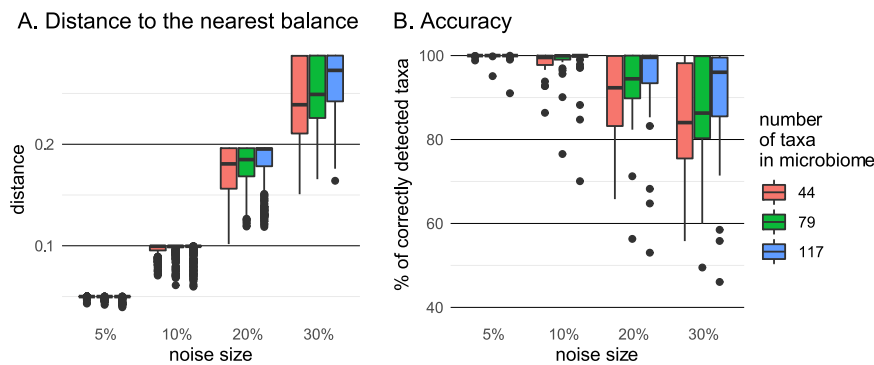 A. Distance to the nearest balance
distance
0.2
0.1
5%
10%
20%
30%
noise size
B. Accuracy
% of correctly detected taxa
100
80
60
40
5%
10%
20%
30%
noise size
number
of taxa
in microbiome
44
79
117